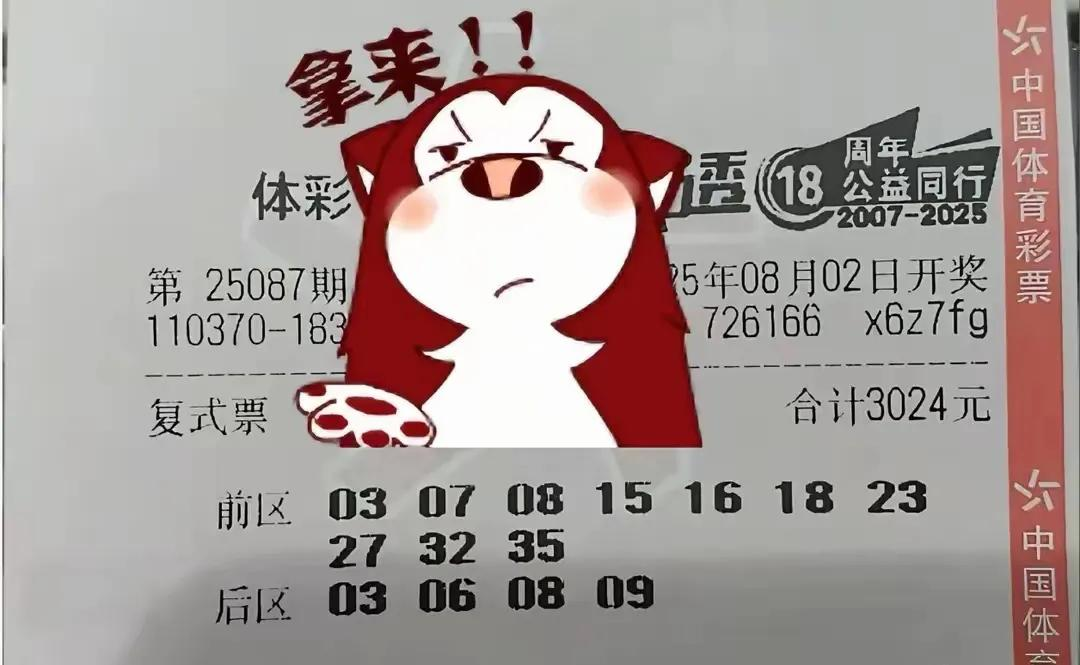 拿来！！
体彩 透 18 周年
公益同行
2007-2025
第 25087期 25年08月02日开奖
110370-183 726166 x6z7fg
复式票 合计3024元
前区 03 07 08 15 16 18 23
27 32 35
后区 03 06 08 09
中国体育彩票
中国体育